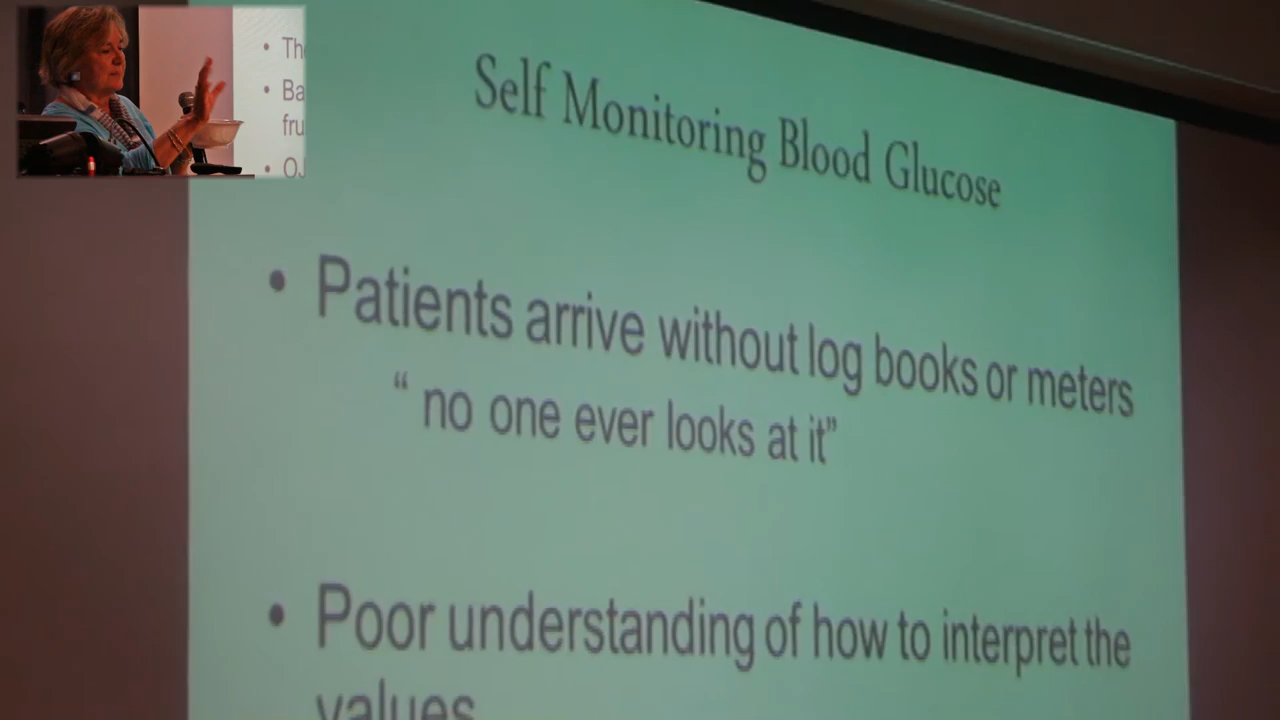 • Th
• Ba
fru
• O
Self Monitoring Blood Glucose
• Patients arrive without log books or meters
“ no one ever looks at it”
• Poor understanding of how to interpret the
values